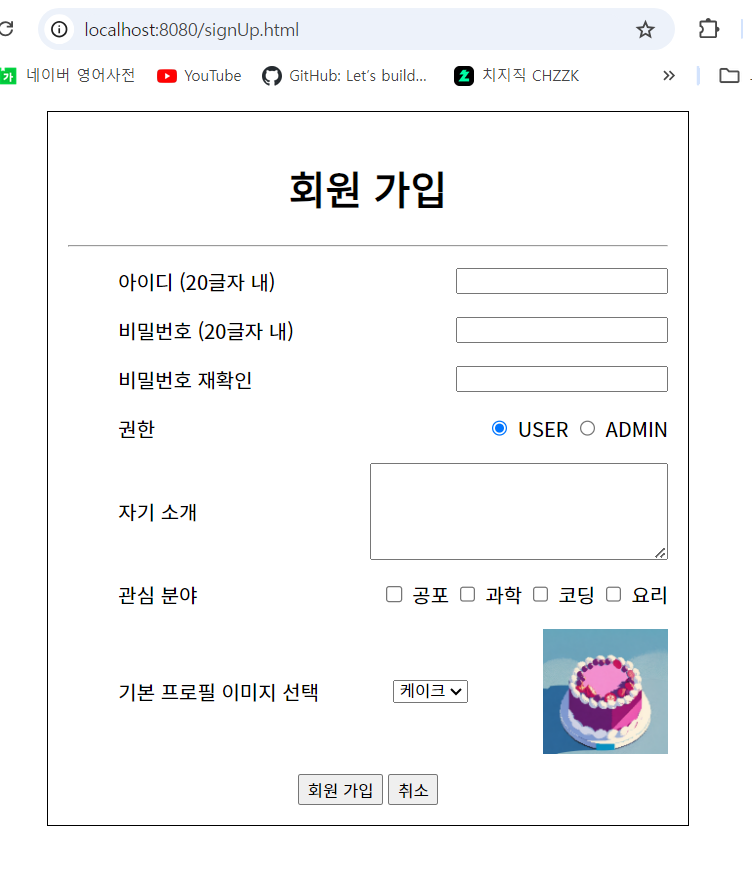 localhost:8080/signUp.html
네이버 영어사전 YouTube GitHub: Let's build... 치지직 CHZZK »
회원 가입
아이디 (20글자 내)
비밀번호 (20글자 내)
비밀번호 재확인
권한 USER ADMIN
자기 소개
관심 분야 공포 과학 코딩 요리
기본 프로필 이미지 선택 케이크
회원 가입 취소